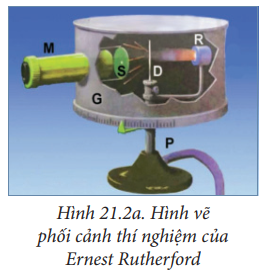 M
R
S
D
G
P
Hình 21.2a. Hình vẽ
phối cảnh thí nghiệm của
Ernest Rutherford